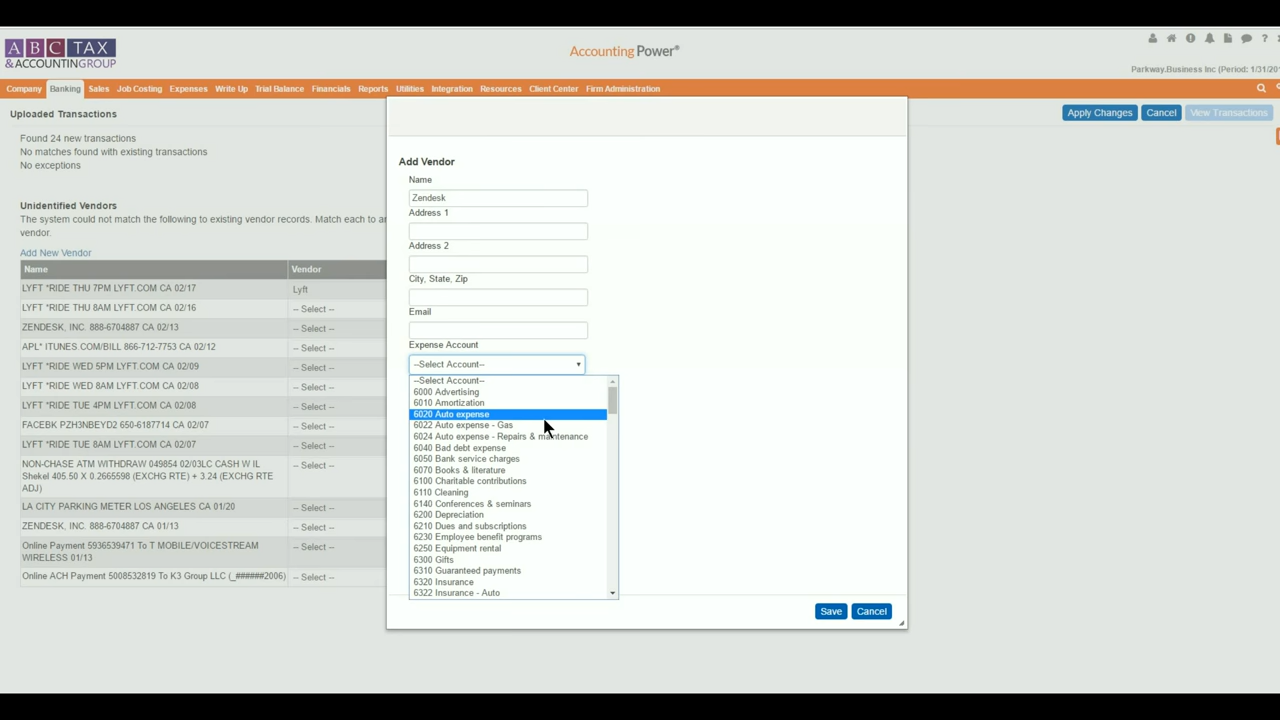 ABC TAX
& ACCOUNTING GROUP
Accounting Power®
Parkway.Business Inc (Period: 1/31/201
Company Banking Sales Job Costing Expenses Write Up Trial Balance Financials Reports Utilities Integration Resources Client Center Firm Administration
Uploaded Transactions
Apply Changes Cancel View Transactions
Found 24 new transactions
No matches found with existing transactions
No exceptions
Unidentified Vendors
The system could not match the following to existing vendor records. Match each to an
vendor.
Add New Vendor
Name Vendor
LYFT *RIDE THU 7PM LYFT.COM CA 02/17 Lyft
LYFT *RIDE THU 8AM LYFT.COM CA 02/16 -- Select --
ZENDESK, INC. 888-6704887 CA 02/13 -- Select --
APL* ITUNES.COM/BILL 866-712-7753 CA 02/12 -- Select --
LYFT *RIDE WED 5PM LYFT.COM CA 02/09 -- Select --
LYFT *RIDE WED 8AM LYFT.COM CA 02/08 -- Select --
LYFT *RIDE TUE 4PM LYFT.COM CA 02/08 -- Select --
FACEBK PZH3NBEYD2 650-6187714 CA 02/07 -- Select --
LYFT *RIDE TUE 8AM LYFT.COM CA 02/07 -- Select --
NON-CHASE ATM WITHDRAW 049854 02/03LC CASH W IL -- Select --
Shekel 405.50 X 0.2665598 (EXCHG RTE) + 3.24 (EXCHG RTE
ADJ)
LA CITY PARKING METER LOS ANGELES CA 01/20 -- Select --
ZENDESK, INC. 888-6704887 CA 01/13 -- Select --
Online Payment 5936539471 To T MOBILE/VOICESTREAM -- Select --
WIRELESS 01/13
Online ACH Payment 5008532819 To K3 Group LLC (_######2006) -- Select --
Add Vendor
Name
Zendesk
Address 1
Address 2
City, State, Zip
Email
Expense Account
--Select Account--
--Select Account--
6000 Advertising
6010 Amortization
6020 Auto expense
6022 Auto expense - Gas
6024 Auto expense - Repairs & maintenance
6040 Bad debt expense
6050 Bank service charges
6070 Books & literature
6100 Charitable contributions
6110 Cleaning
6140 Conferences & seminars
6200 Depreciation
6210 Dues and subscriptions
6230 Employee benefit programs
6250 Equipment rental
6300 Gifts
6310 Guaranteed payments
6320 Insurance
6322 Insurance - Auto
Save Cancel